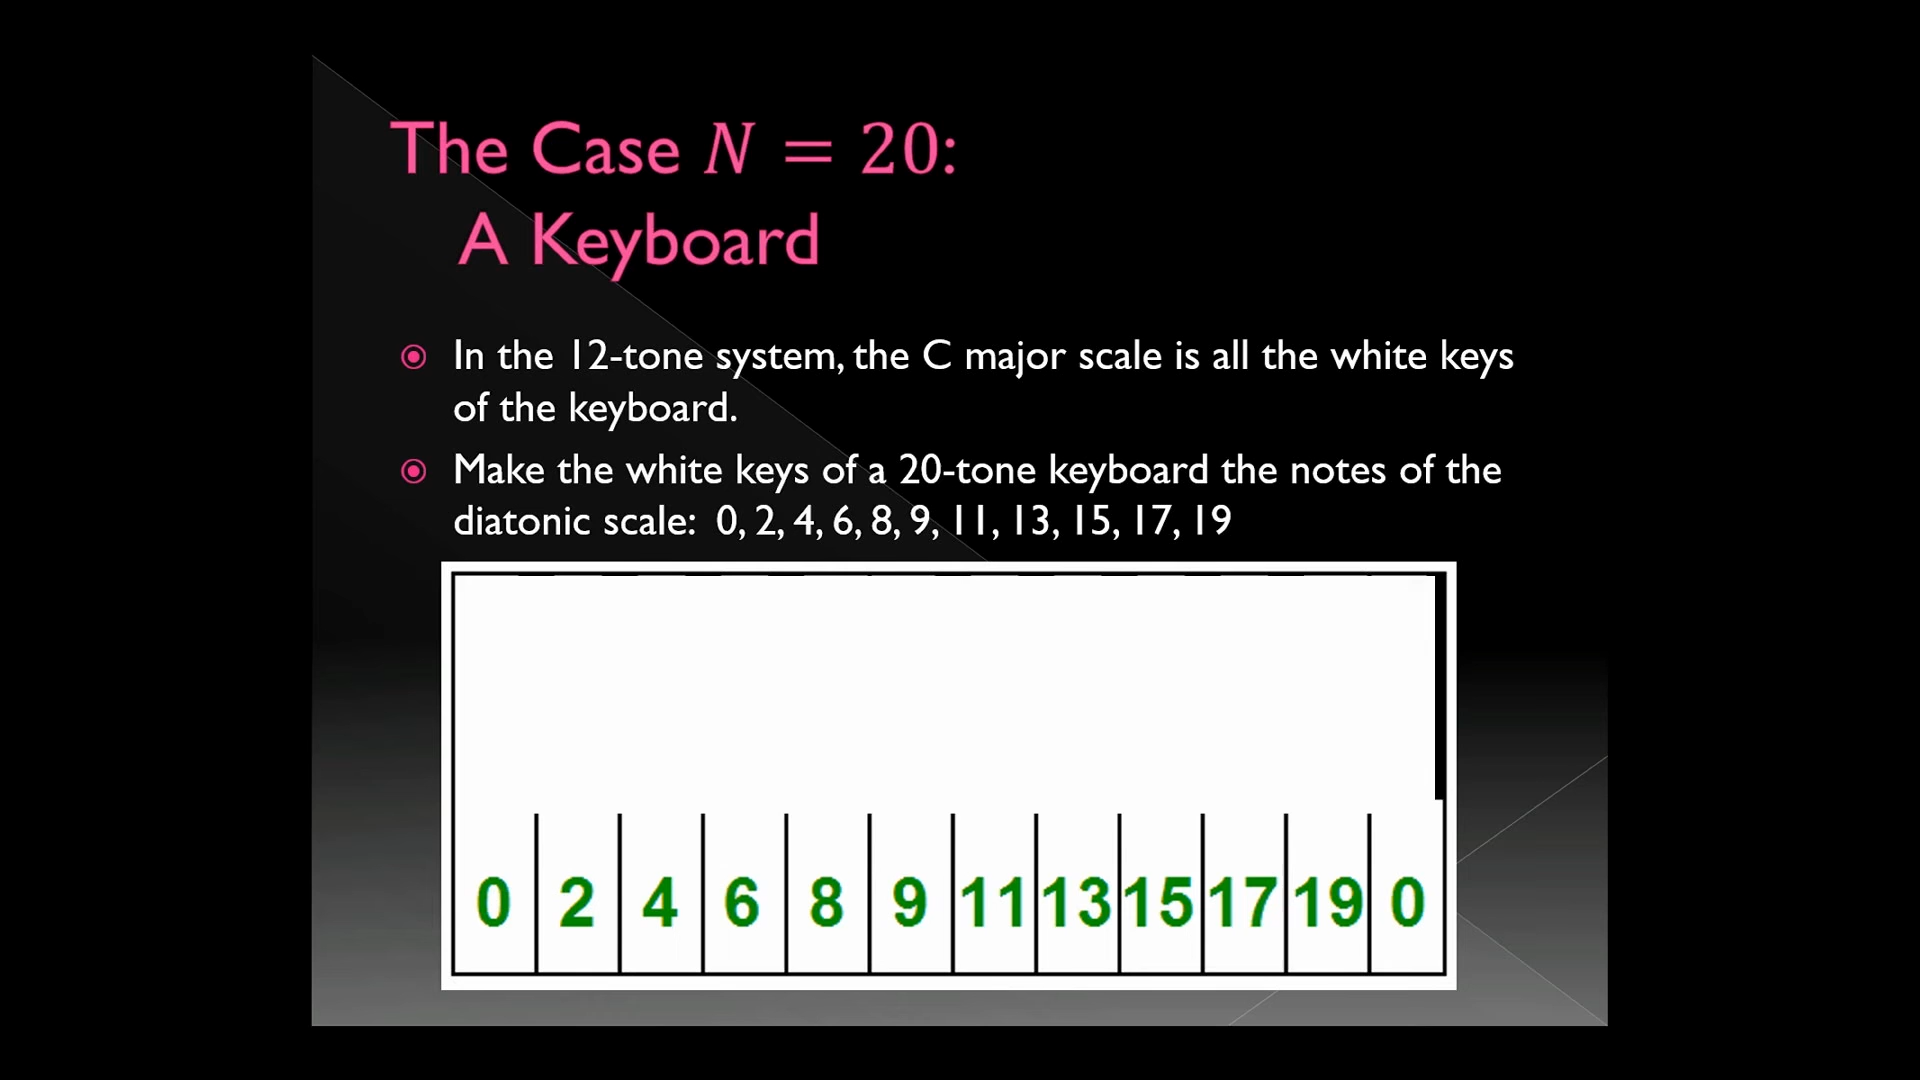 The Case N = 20:
A Keyboard
In the 12-tone system, the C major scale is all the white keys
of the keyboard.
Make the white keys of a 20-tone keyboard the notes of the
diatonic scale: 0, 2, 4, 6, 8, 9, 11, 13, 15, 17, 19
0 2 4 6 8 9 11 13 15 17 19 0